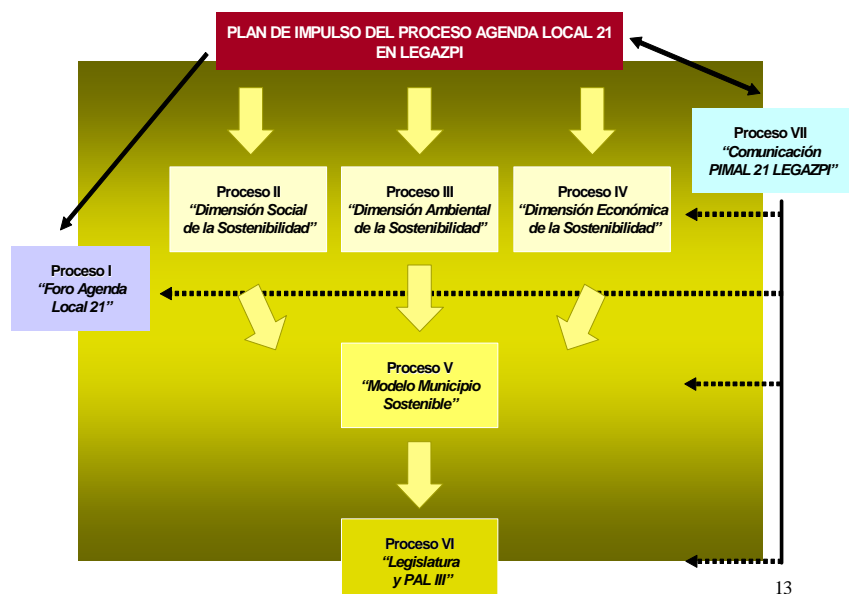 PLAN DE IMPULSO DEL PROCESO AGENDA LOCAL 21
EN LEGAZPI
Proceso VII
“Comunicación
PIMAL 21 LEGAZPI”
Proceso II
“Dimensión Social
de la Sostenibilidad”
Proceso III
“Dimensión Ambiental
de la Sostenibilidad”
Proceso IV
“Dimensión Económica
de la Sostenibilidad”
Proceso I
“Foro Agenda
Local 21”
Proceso V
“Modelo Municipio
Sostenible”
Proceso VI
“Legislatura
y PAL III”
13